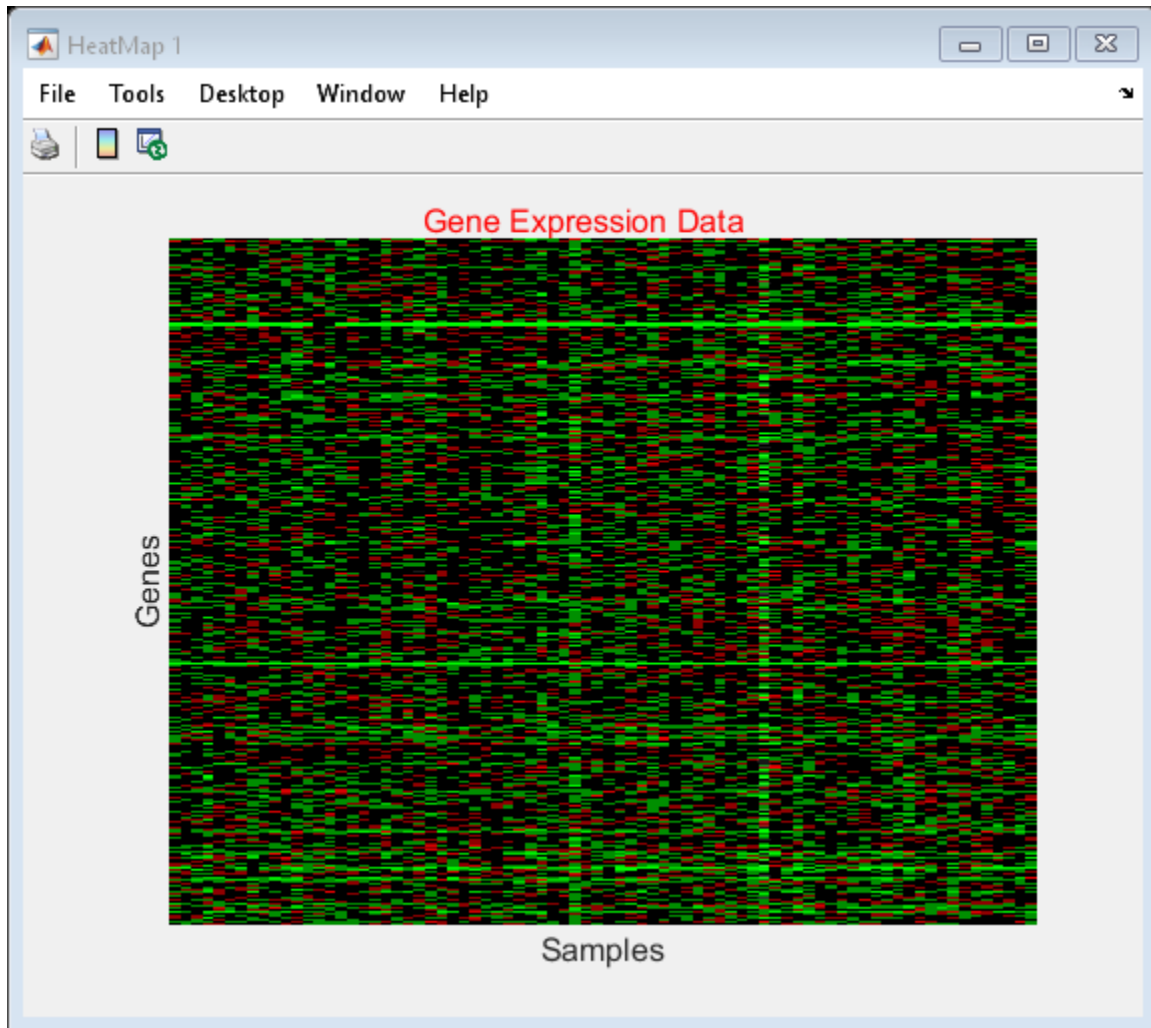 HeatMap 1
File Tools Desktop Window Help
Gene Expression Data
Genes
Samples